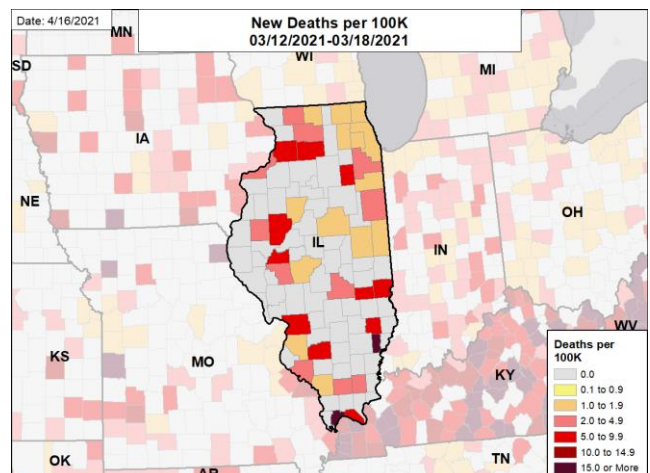 Date: 4/16/2021
New Deaths per 100K
03/12/2021-03/18/2021
MN
SD
WI
MI
IA
NE
IL
IN
OH
WV
KS
MO
KY
OK
TN
Deaths per
100K
0.0
0.1 to 0.9
1.0 to 1.9
2.0 to 4.9
5.0 to 9.9
10.0 to 14.9
15.0 or More